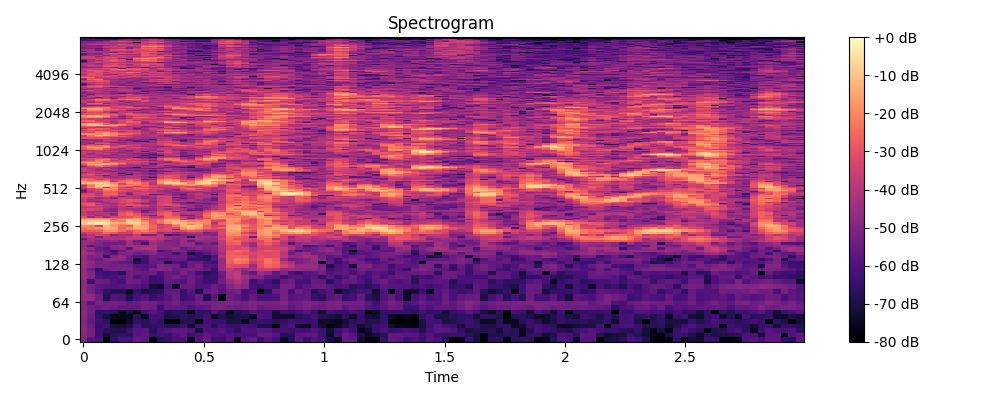 Spectrogram
Hz
4096
2048
1024
512
256
128
64
0
0
0.5
1
1.5
2
2.5
Time
+0 dB
-10 dB
-20 dB
-30 dB
-40 dB
-50 dB
-60 dB
-70 dB
-80 dB